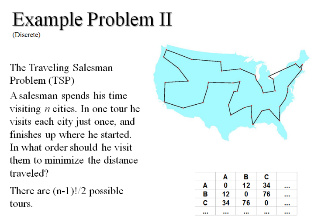 Example Problem II
(Discrete)
The Traveling Salesman
Problem (TSP)
A salesman spends his time
visiting n cities. In one tour he
visits each city just once, and
finishes up where he started.
In what order should he visit
them to minimize the distance
traveled?
There are (n-1)!/2 possible
tours.
A B C
A 0 12 34 ...
B 12 0 76 ...
C 34 76 0 ...
... ... ... ... ...